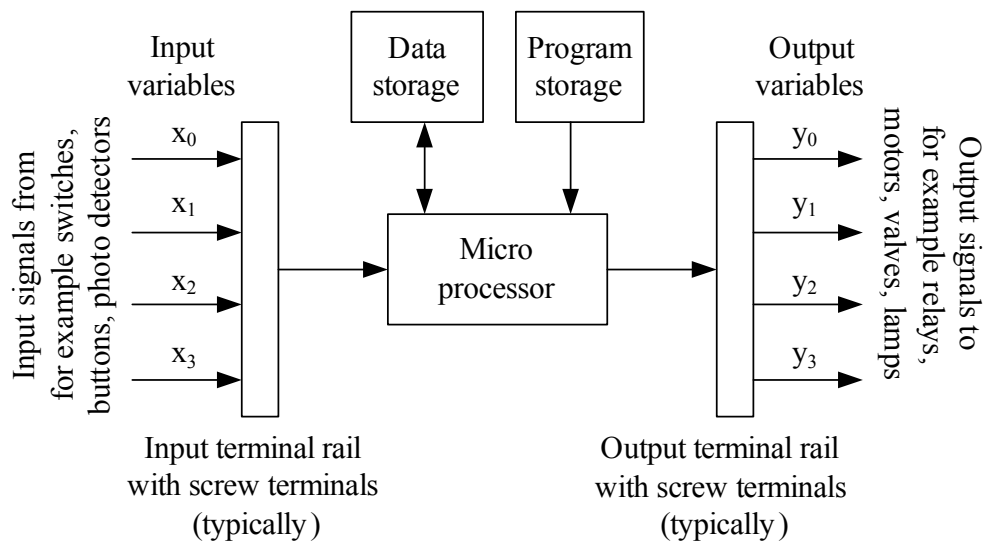 Input
variables
Data
storage
Program
storage
Output
variables
Input signals from
for example switches,
buttons, photo detectors
x0
x1
x2
x3
Micro
processor
y0
y1
y2
y3
Output signals to
for example relays,
motors, valves, lamps
Input terminal rail
with screw terminals
(typically)
Output terminal rail
with screw terminals
(typically)